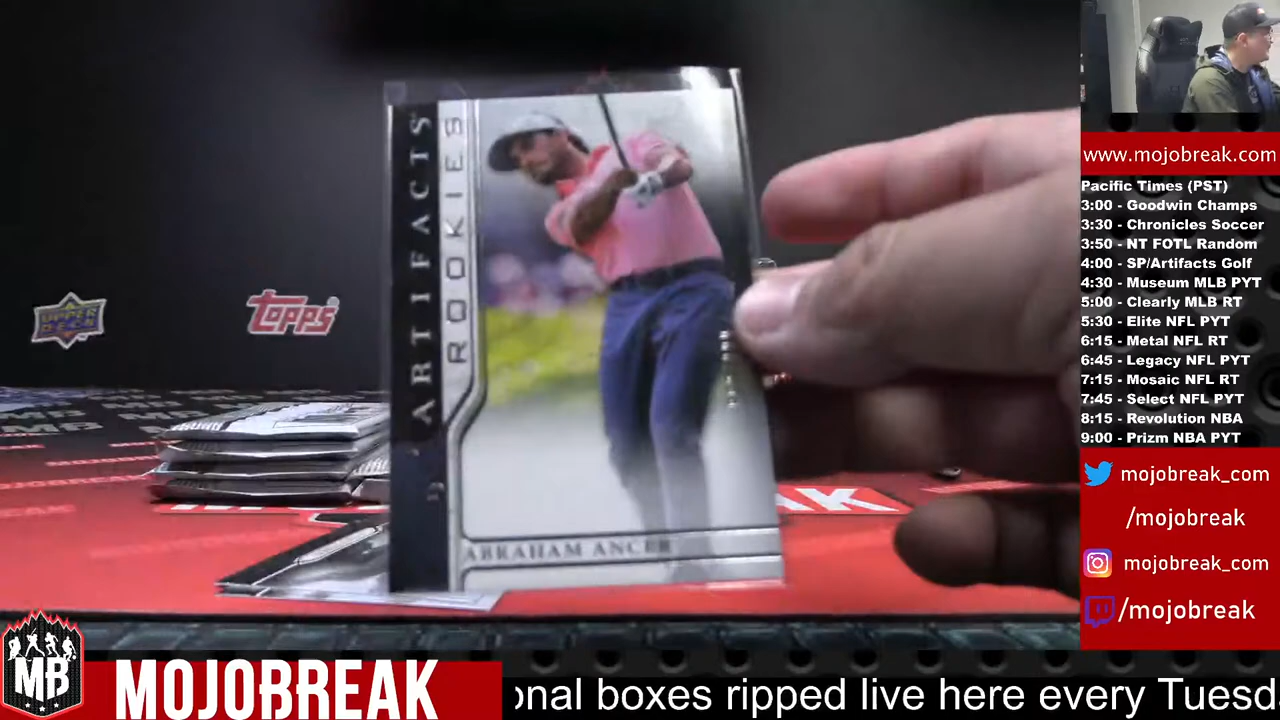 ARTIFACTS
ROOKIES
ABRAHAM ANCER
UPPER DECK
topps
www.mojobreak.com
Pacific Times (PST)
3:00 - Goodwin Champs
3:30 - Chronicles Soccer
3:50 - NT FOTL Random
4:00 - SP/Artifacts Golf
4:30 - Museum MLB PYT
5:00 - Clearly MLB RT
5:30 - Elite NFL PYT
6:15 - Metal NFL RT
6:45 - Legacy NFL PYT
7:15 - Mosaic NFL RT
7:45 - Select NFL PYT
8:15 - Revolution NBA
9:00 - Prizm NBA PYT
mojobreak_com
/mojobreak
mojobreak_com
/mojobreak
MB
MOJOBREAK
onal boxes ripped live here every Tuesd